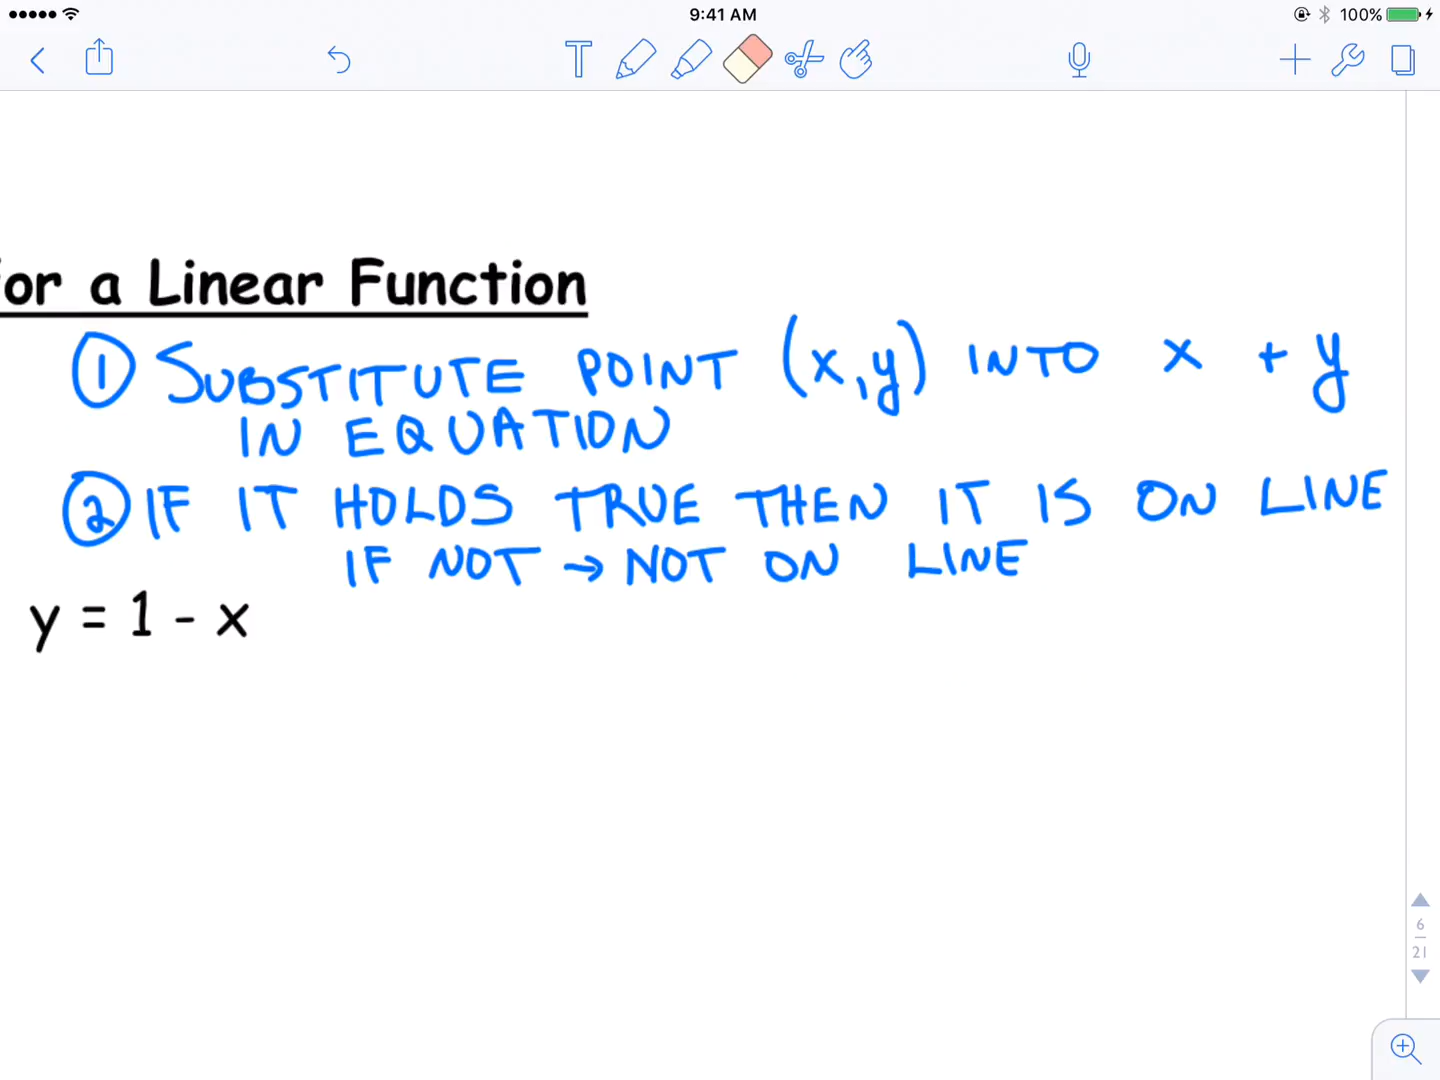 9:41 AM
100%
T
or a Linear Function
① SUBSTITUTE POINT (x,y) INTO x + y
IN EQUATION
② IF IT HOLDS TRUE THEN IT IS ON LINE
IF NOT → NOT ON LINE
y = 1 - x
6
21